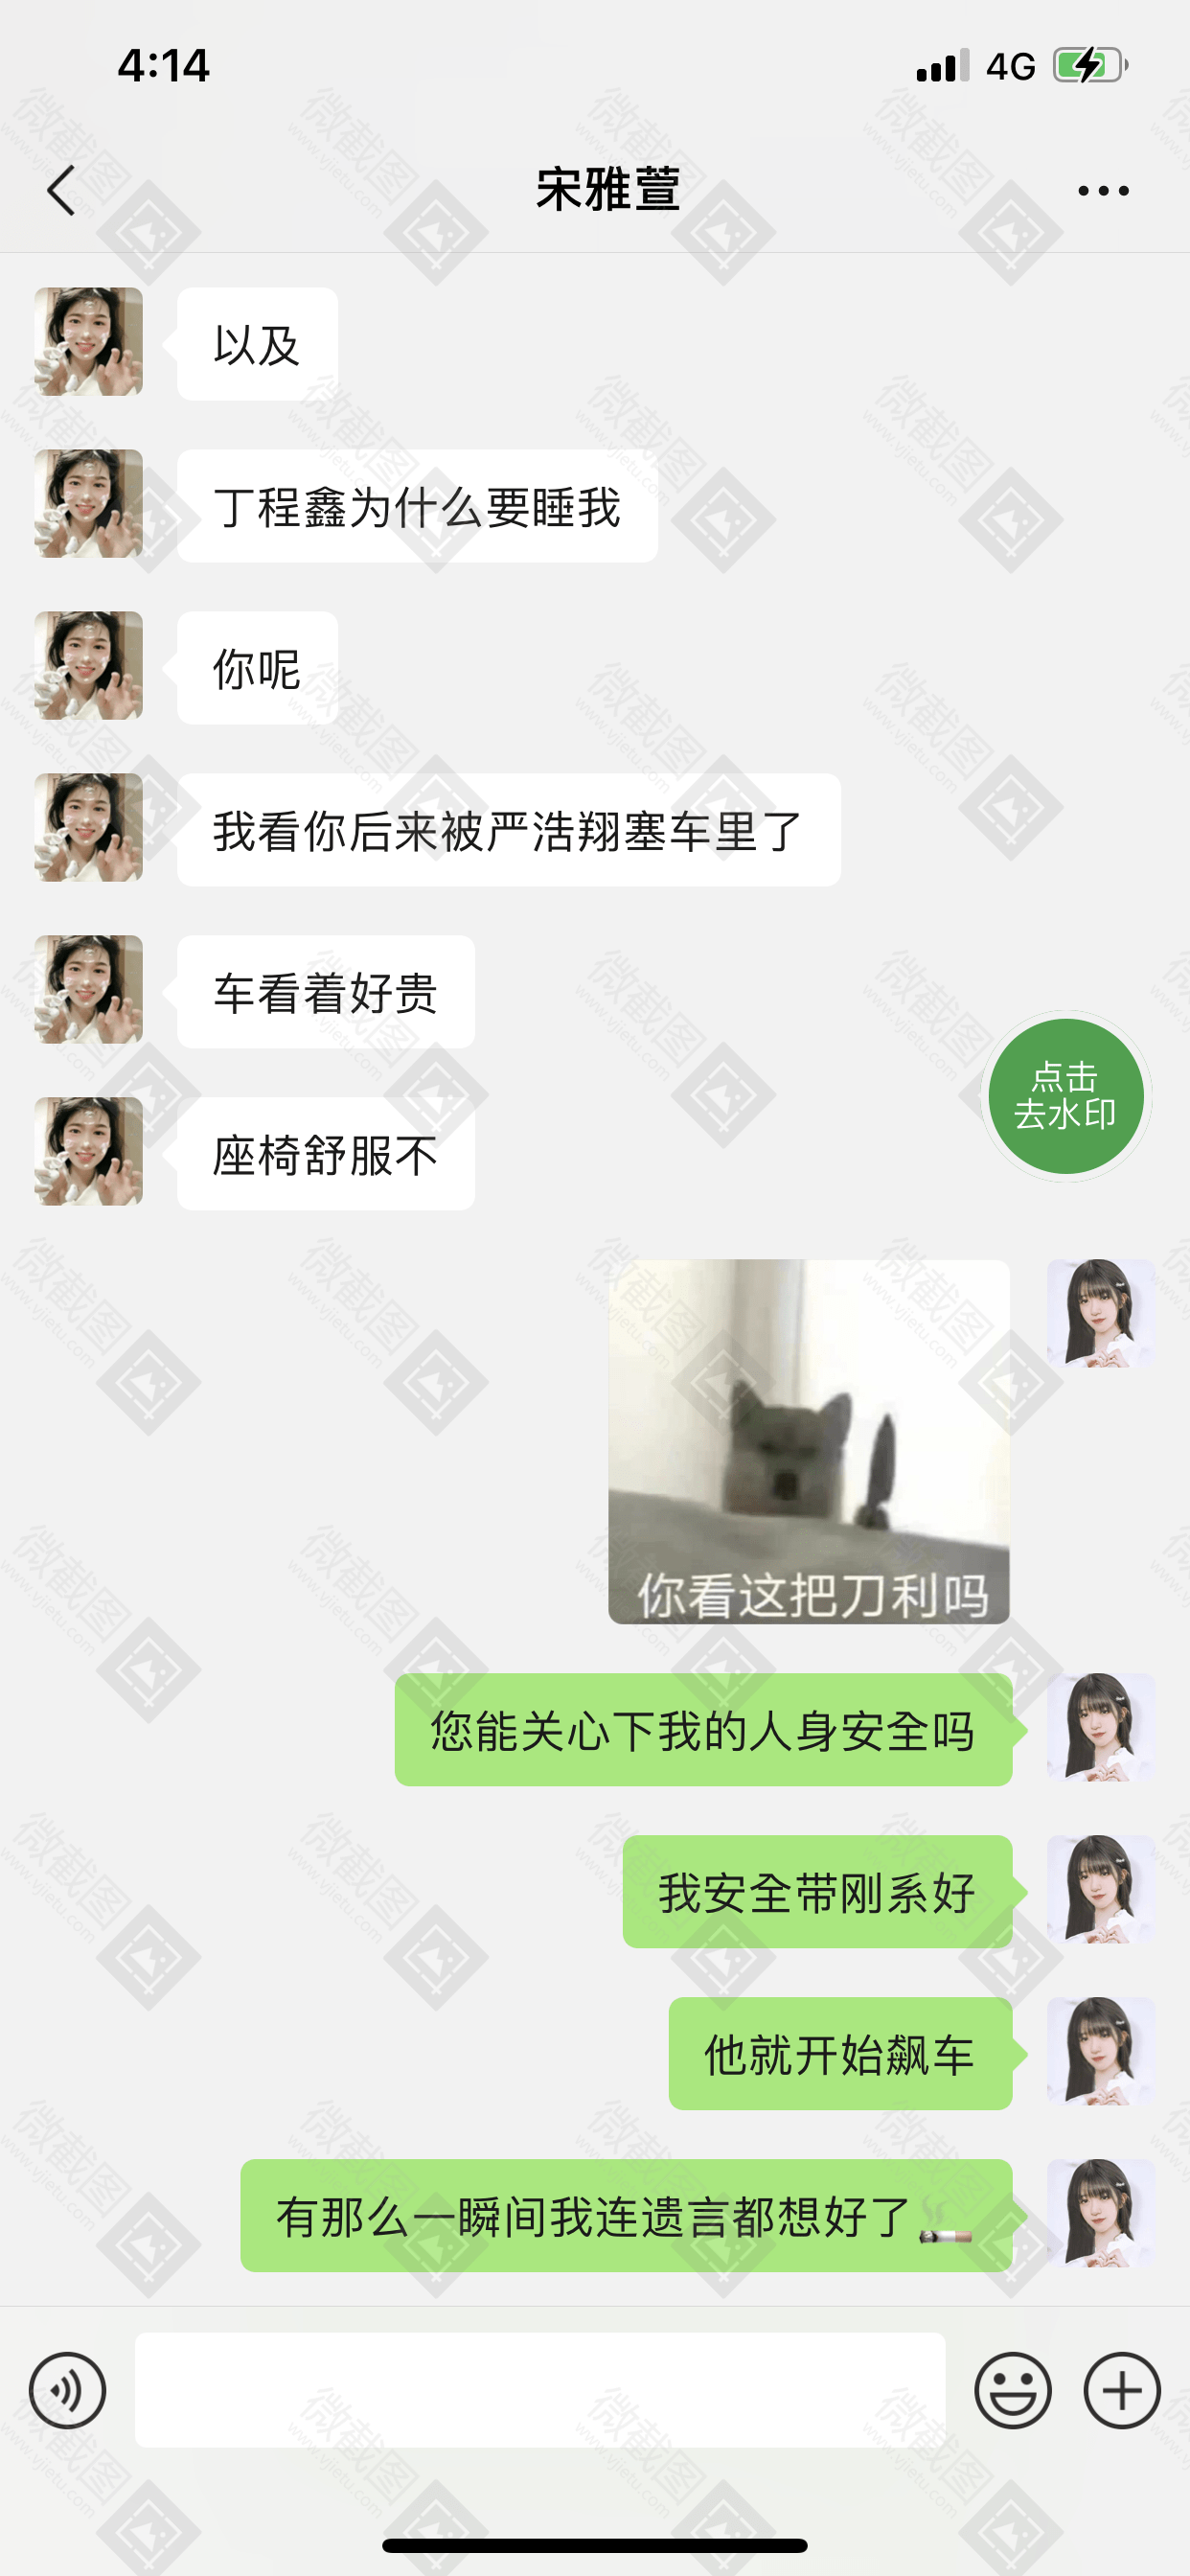 4:14
4G
宋雅萱
以及
丁程鑫为什么要睡我
你呢
我看你后来被严浩翔塞车里了
车看着好贵
座椅舒服不
点击
去水印
你看这把刀利吗
您能关心下我的人身安全吗
我安全带刚系好
他就开始飙车
有那么一瞬间我连遗言都想好了🚬
微截图
www.vjietu.com